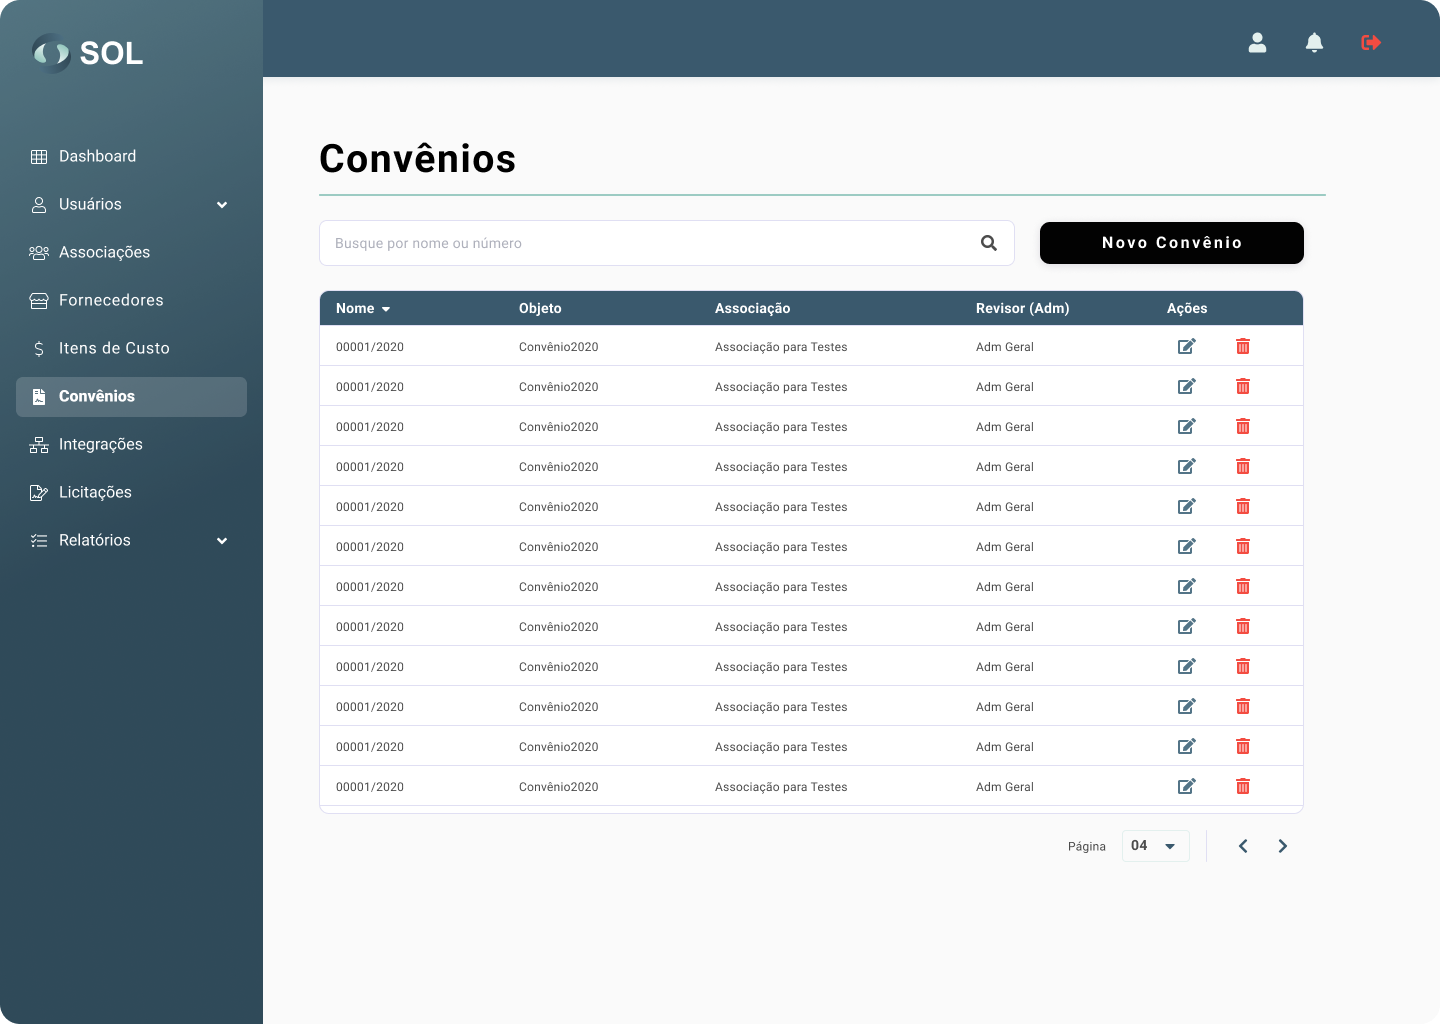 SOL
Dashboard
Usuários
Associações
Fornecedores
Itens de Custo
Convênios
Integrações
Licitações
Relatórios
Convênios
Busque por nome ou número
Novo Convênio
Nome Objeto Associação Revisor (Adm) Ações
00001/2020 Convênio2020 Associação para Testes Adm Geral
00001/2020 Convênio2020 Associação para Testes Adm Geral
00001/2020 Convênio2020 Associação para Testes Adm Geral
00001/2020 Convênio2020 Associação para Testes Adm Geral
00001/2020 Convênio2020 Associação para Testes Adm Geral
00001/2020 Convênio2020 Associação para Testes Adm Geral
00001/2020 Convênio2020 Associação para Testes Adm Geral
00001/2020 Convênio2020 Associação para Testes Adm Geral
00001/2020 Convênio2020 Associação para Testes Adm Geral
00001/2020 Convênio2020 Associação para Testes Adm Geral
00001/2020 Convênio2020 Associação para Testes Adm Geral
00001/2020 Convênio2020 Associação para Testes Adm Geral
Página 04